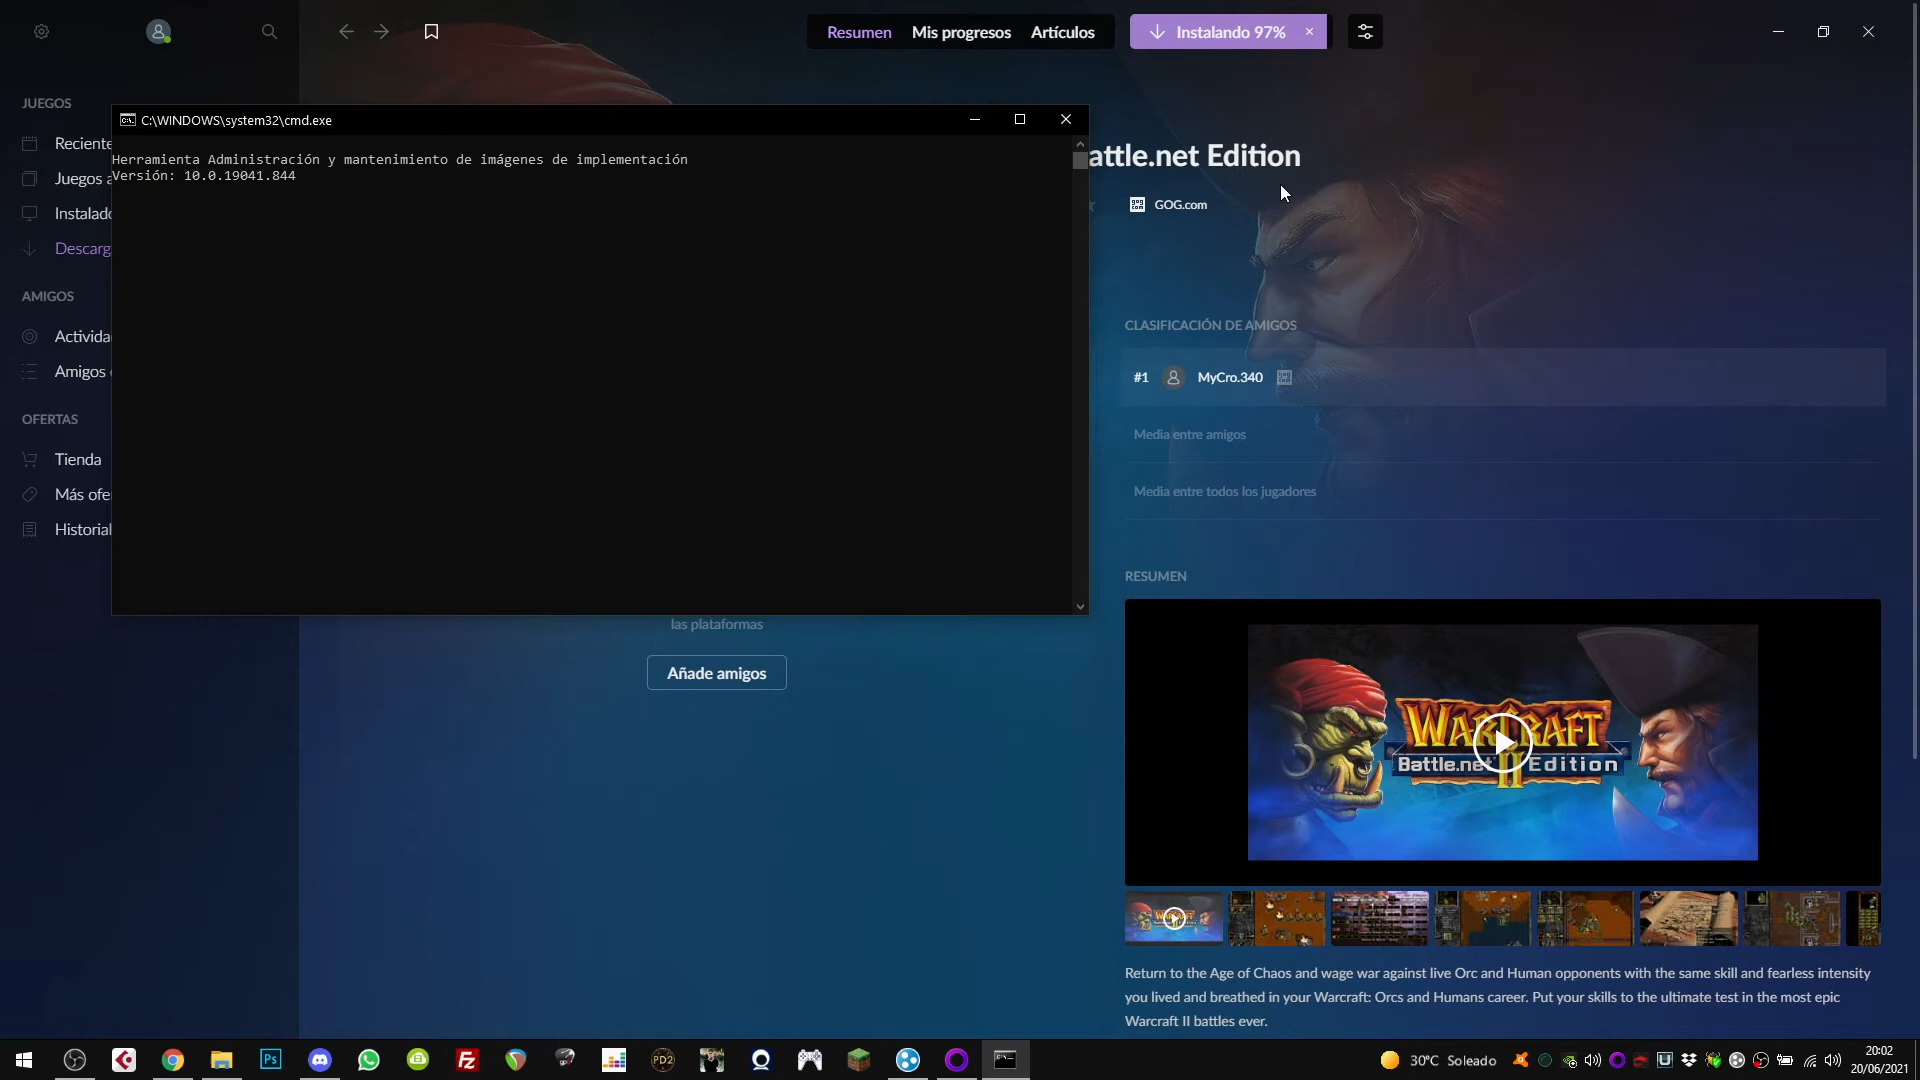 Resumen
Mis progresos
Artículos
Instalando 97%
JUEGOS
Reciente
Juegos a
Instalado
Descarg
AMIGOS
Activida
Amigos
OFERTAS
Tienda
Más ofe
Historial
C:\WINDOWS\system32\cmd.exe
Herramienta Administración y mantenimiento de imágenes de implementación
Versión: 10.0.19041.844
attle.net Edition
GOG.com
CLASIFICACIÓN DE AMIGOS
#1 MyCro.340
Media entre amigos
Media entre todos los jugadores
las plataformas
Añade amigos
RESUMEN
WARCRAFT
II
Battle.net Edition
Return to the Age of Chaos and wage war against live Orc and Human opponents with the same skill and fearless intensity
you lived and breathed in your Warcraft: Orcs and Humans career. Put your skills to the ultimate test in the most epic
Warcraft II battles ever.
Ps
Fz
PD2
30°C Soleado
20:02
20/06/2021